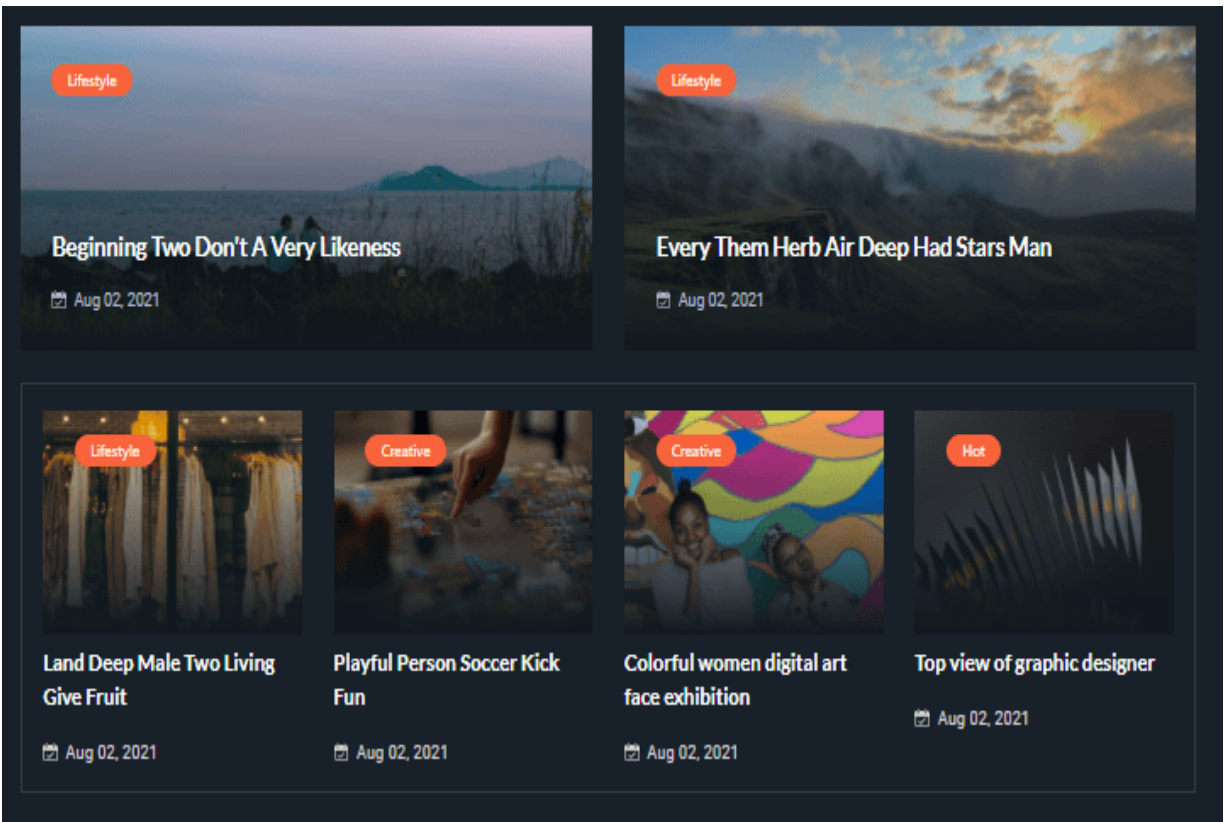 Lifestyle
Beginning Two Don't A Very Likeness
Aug 02, 2021
Lifestyle
Every Them Herb Air Deep Had Stars Man
Aug 02, 2021
Lifestyle
Land Deep Male Two Living
Give Fruit
Aug 02, 2021
Creative
Playful Person Soccer Kick
Fun
Aug 02, 2021
Creative
Colorful women digital art
face exhibition
Aug 02, 2021
Hot
Top view of graphic designer
Aug 02, 2021